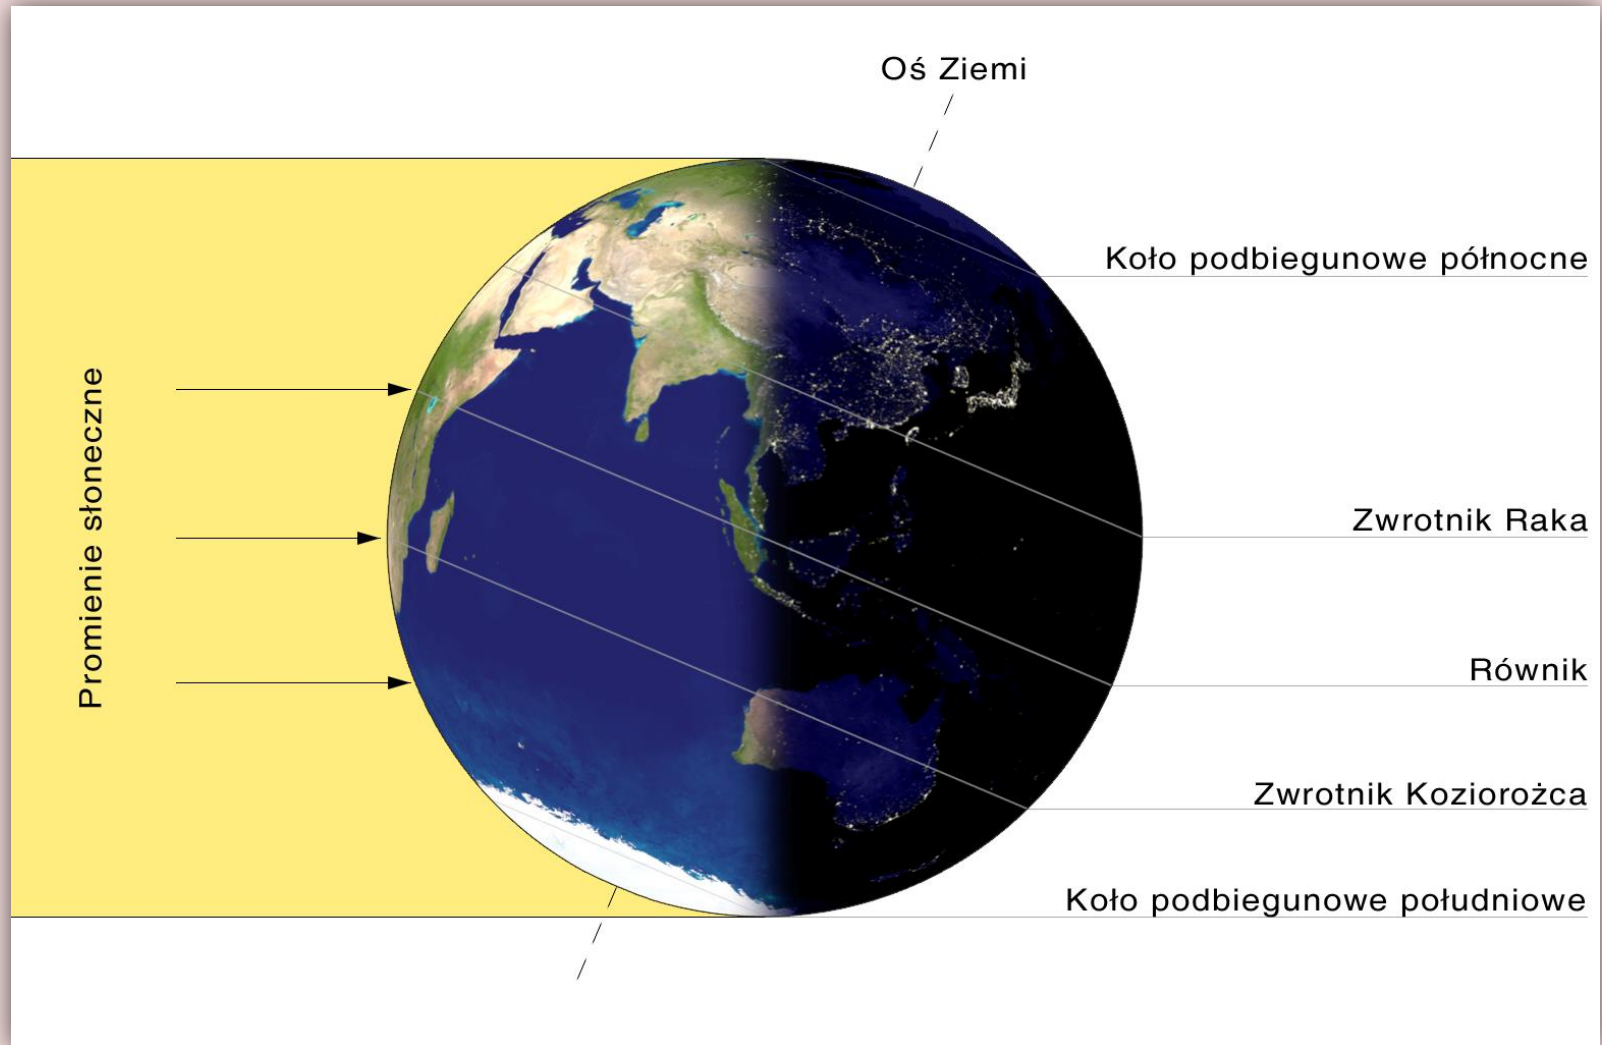 Oś Ziemi
Koło podbiegunowe północne
Promienie słoneczne
Zwrotnik Raka
Równik
Zwrotnik Koziorożca
Koło podbiegunowe południowe